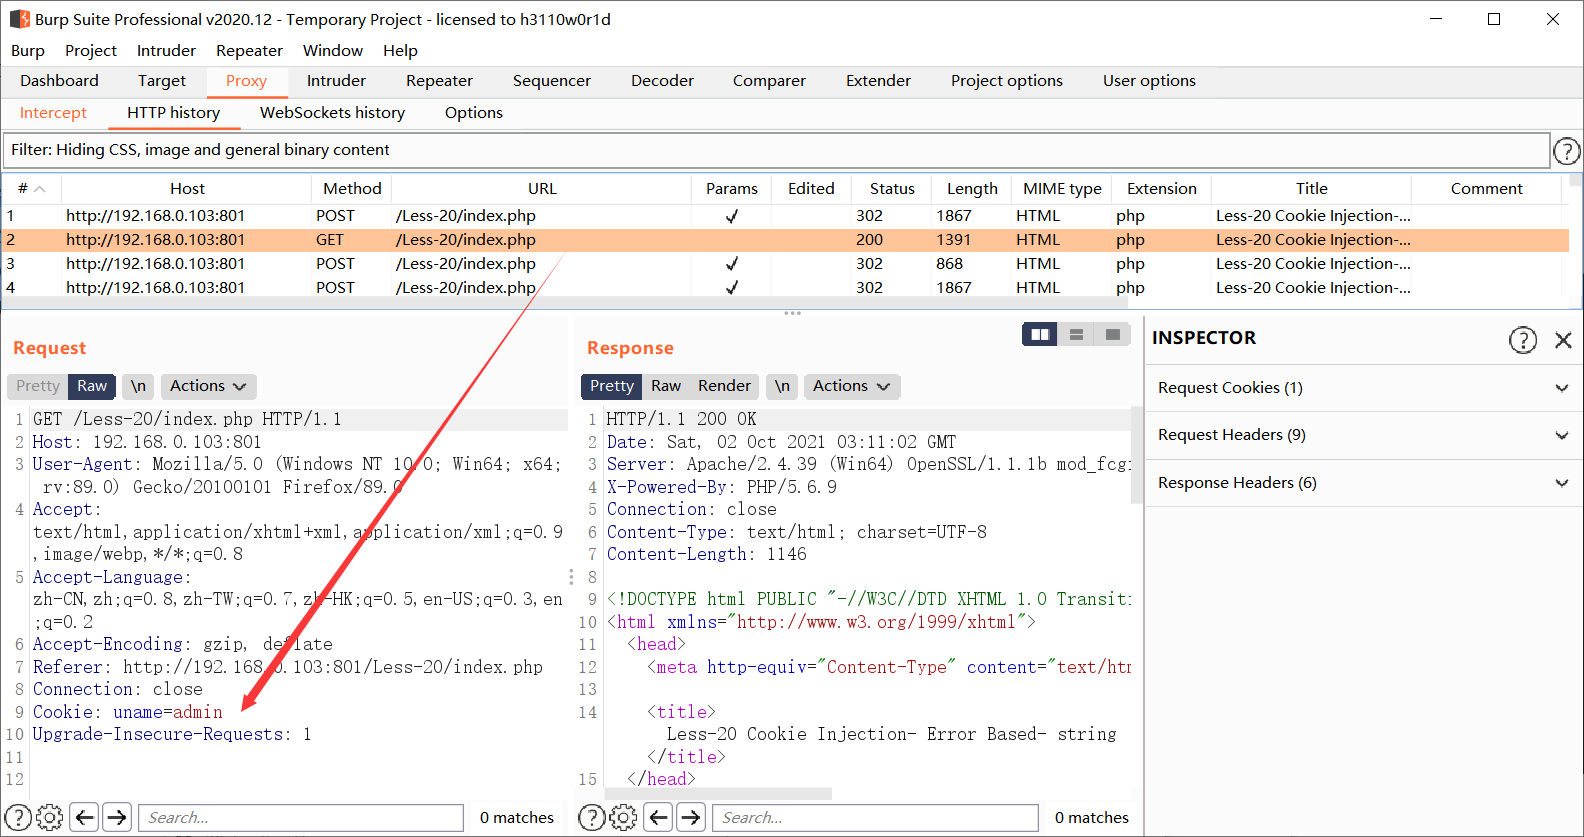 Burp Suite Professional v2020.12 - Temporary Project - licensed to h3110w0r1d
Burp Project Intruder Repeater Window Help
Dashboard Target Proxy Intruder Repeater Sequencer Decoder Comparer Extender Project options User options
Intercept HTTP history WebSockets history Options
Filter: Hiding CSS, image and general binary content
# Host Method URL Params Edited Status Length MIME type Extension Title Comment
1 http://192.168.0.103:801 POST /Less-20/index.php ✓ 302 1867 HTML php Less-20 Cookie Injection-...
2 http://192.168.0.103:801 GET /Less-20/index.php 200 1391 HTML php Less-20 Cookie Injection-...
3 http://192.168.0.103:801 POST /Less-20/index.php ✓ 302 868 HTML php Less-20 Cookie Injection-...
4 http://192.168.0.103:801 POST /Less-20/index.php ✓ 302 1867 HTML php Less-20 Cookie Injection-...
Request
Pretty Raw \n Actions
1 GET /Less-20/index.php HTTP/1.1
2 Host: 192.168.0.103:801
3 User-Agent: Mozilla/5.0 (Windows NT 10.0; Win64; x64;
rv:89.0) Gecko/20100101 Firefox/89.0
4 Accept:
text/html,application/xhtml+xml,application/xml;q=0.9
,image/webp,*/*;q=0.8
5 Accept-Language:
zh-CN,zh;q=0.8,zh-TW;q=0.7,zh-HK;q=0.5,en-US;q=0.3,en
;q=0.2
6 Accept-Encoding: gzip, deflate
7 Referer: http://192.168.0.103:801/Less-20/index.php
8 Connection: close
9 Cookie: uname=admin
10 Upgrade-Insecure-Requests: 1
11
12
? Search... 0 matches
Response
Pretty Raw Render \n Actions
1 HTTP/1.1 200 OK
2 Date: Sat, 02 Oct 2021 03:11:02 GMT
3 Server: Apache/2.4.39 (Win64) OpenSSL/1.1.1b mod_fcgi
4 X-Powered-By: PHP/5.6.9
5 Connection: close
6 Content-Type: text/html; charset=UTF-8
7 Content-Length: 1146
8
9 <!DOCTYPE html PUBLIC "-//W3C//DTD XHTML 1.0 Transiti
10 <html xmlns="http://www.w3.org/1999/xhtml">
11 <head>
12 <meta http-equiv="Content-Type" content="text/htm
13
14 <title>
Less-20 Cookie Injection- Error Based- string
</title>
15 </head>
? Search... 0 matches
INSPECTOR ?
Request Cookies (1)
Request Headers (9)
Response Headers (6)